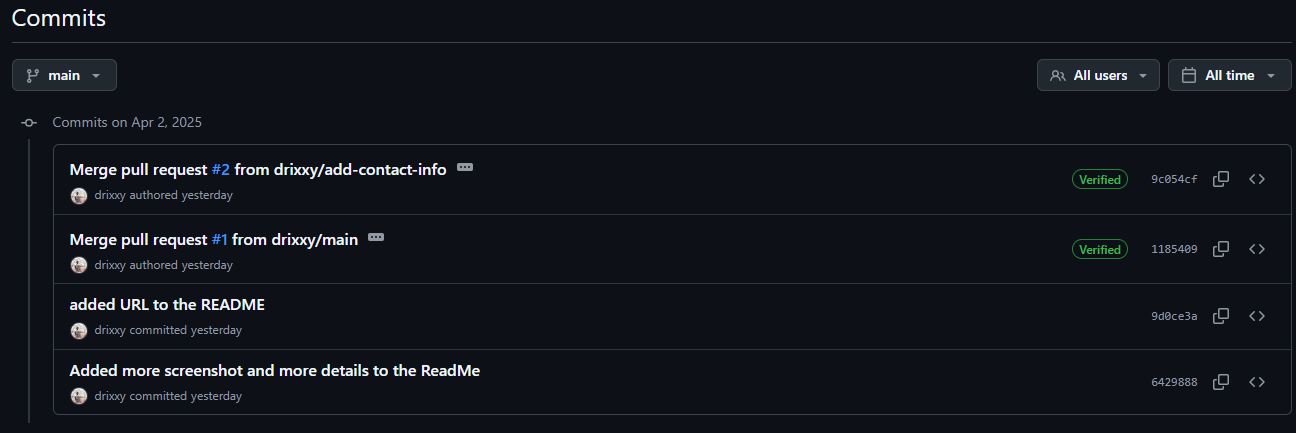 Commits
main
All users
All time
Commits on Apr 2, 2025
Merge pull request #2 from drixxy/add-contact-info
Verified
9c054cf
drixxy authored yesterday
Merge pull request #1 from drixxy/main
Verified
1185409
drixxy authored yesterday
added URL to the README
9d0ce3a
drixxy committed yesterday
Added more screenshot and more details to the ReadMe
6429888
drixxy committed yesterday